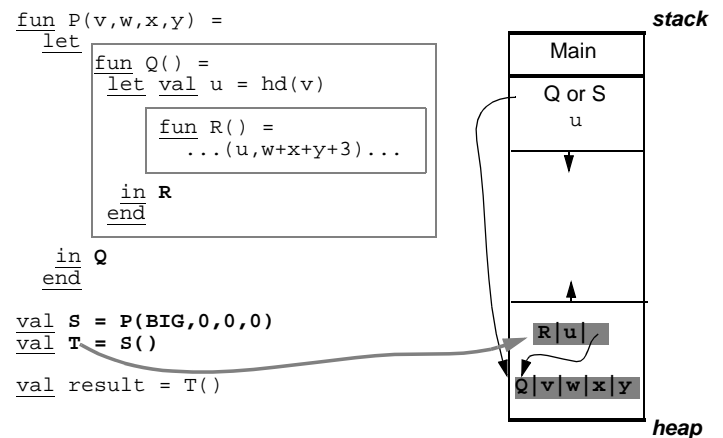 fun P(v,w,x,y) =
let
fun Q() =
let val u = hd(v)
fun R() =
...(u,w+x+y+3)...
in R
end
in Q
end
val S = P(BIG,0,0,0)
val T = S()
val result = T()
stack
Main
Q or S
u
R|u|
Q|v|w|x|y
heap